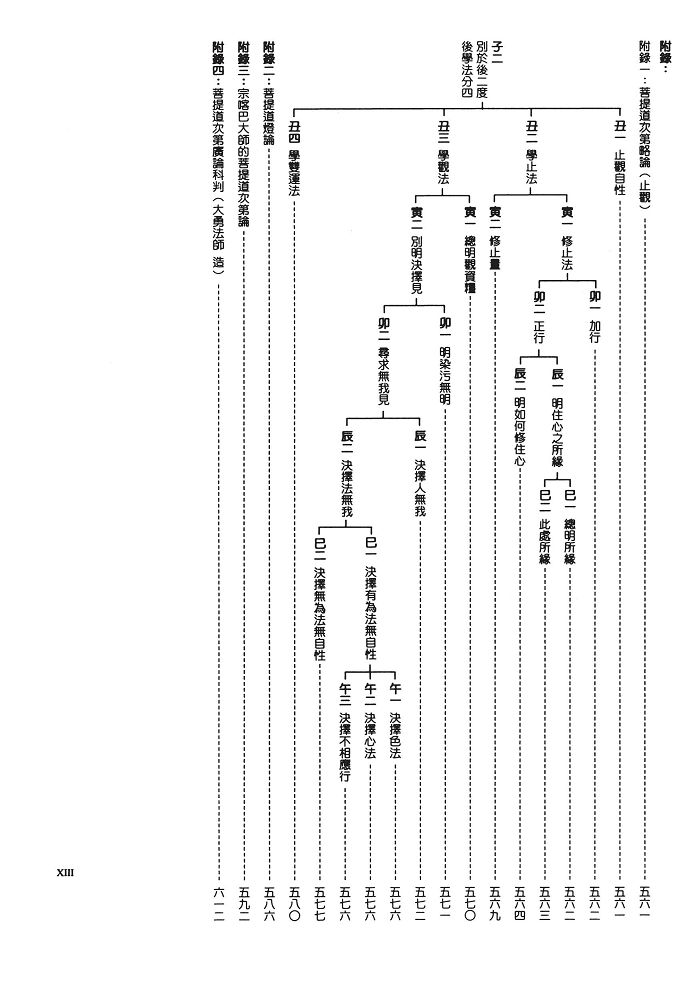 附錄：
附錄一：菩提道次第略論（止觀）五六一
子二
別於後二度
後學法分四
丑一 止觀自性 五六一
丑二 學止法
寅一 修止法
卯一 加行 五六二
卯二 正行
辰一 明住心之所緣
巳一 總明所緣 五六二
巳二 此處所緣 五六三
辰二 明如何修住心 五六四
寅二 修止量 五六九
丑三 學觀法
寅一 總明觀資糧 五七〇
寅二 別明決擇見
卯一 明染污無明 五七一
卯二 尋求無我見
辰一 決擇人無我 五七二
辰二 決擇法無我
巳一 決擇有為法無自性
午一 決擇色法 五七六
午二 決擇心法 五七六
午三 決擇不相應行 五七六
巳二 決擇無為法無自性 五七七
丑四 學雙運法 五八〇
附錄二：菩提道燈論 五八六
附錄三：宗喀巴大師的菩提道次第論 五九二
附錄四：菩提道次第廣論科判（大勇法師 造）六一二
XIII